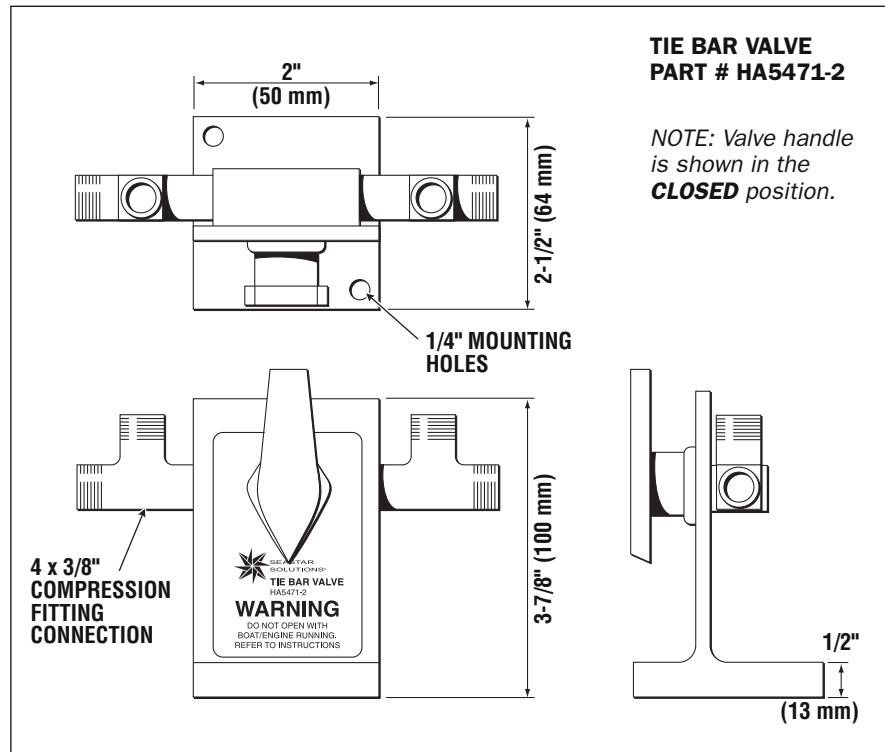 TIE BAR VALVE
PART # HA5471-2
NOTE: Valve handle
is shown in the
CLOSED position.
2"
(50 mm)
2-1/2" (64 mm)
1/4" MOUNTING
HOLES
4 x 3/8"
COMPRESSION
FITTING
CONNECTION
SEASTAR
SOLUTIONS®
TIE BAR VALVE
HA5471-2
WARNING
DO NOT OPEN WITH
BOAT/ENGINE RUNNING.
REFER TO INSTRUCTIONS
3-7/8" (100 mm)
1/2"
(13 mm)